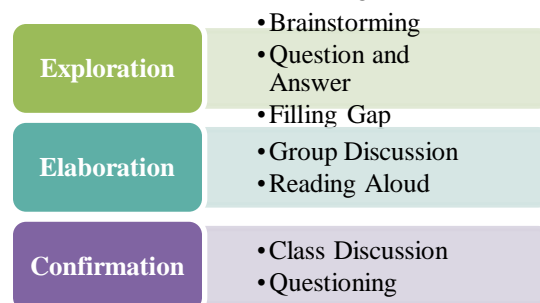 Exploration
•Brainstorming
•Question and
Answer
•Filling Gap
Elaboration
•Group Discussion
•Reading Aloud
Confirmation
•Class Discussion
•Questioning